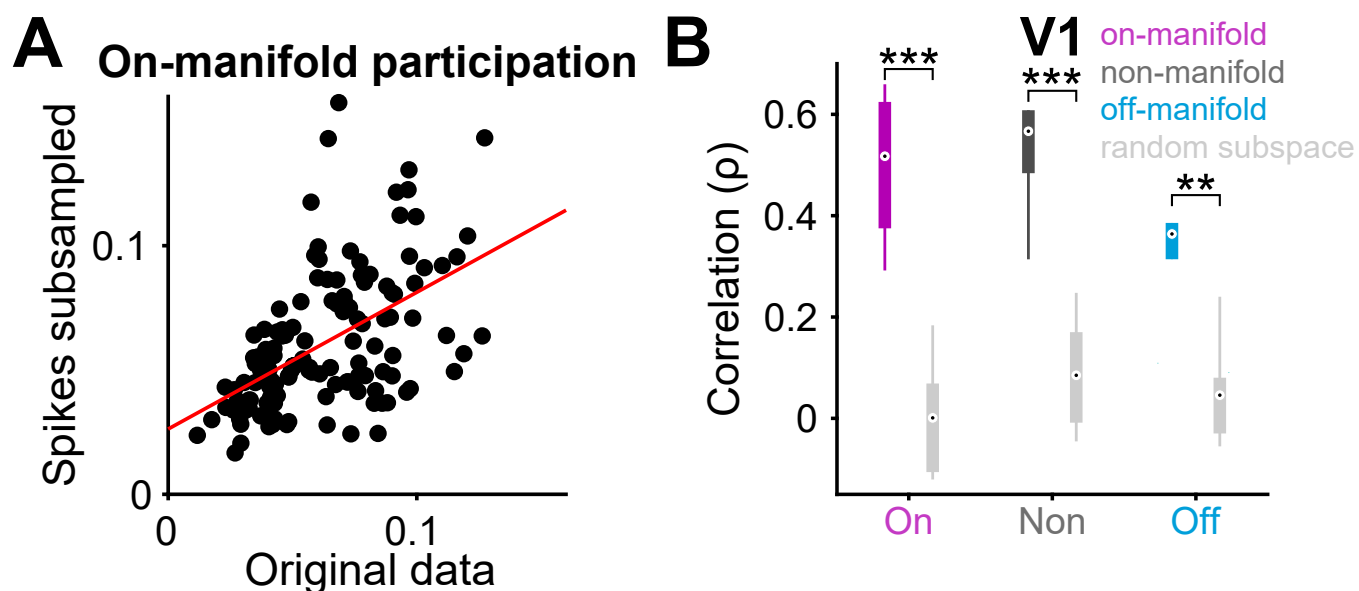 A
On-manifold participation
Spikes subsampled
0.1
0
0
0.1
Original data
B
V1
on-manifold
non-manifold
off-manifold
random subspace
***
***
**
Correlation (ρ)
0.6
0.4
0.2
0
On
Non
Off